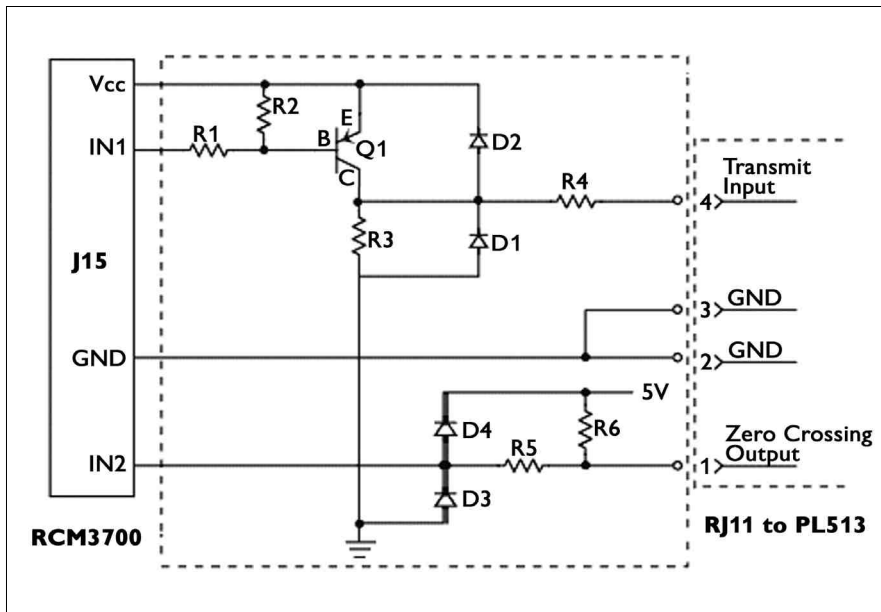 Vcc
R2
E
R1
B
Q1
D2
IN1
C
R4
Transmit
Input
4
R3
D1
J15
3
GND
GND
2
GND
5V
D4
R6
R5
Zero Crossing
Output
IN2
1
D3
RCM3700
RJ11 to PL513